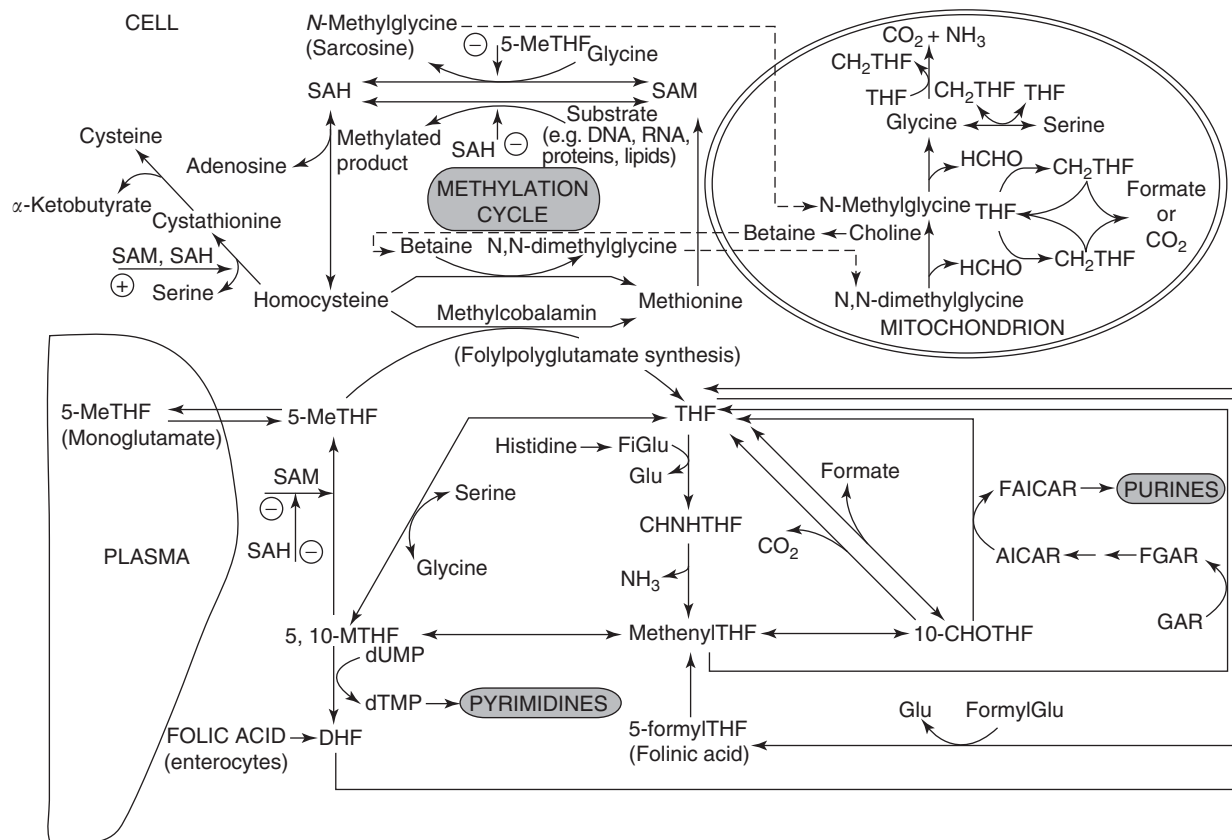 CELL
N-Methylglycine
(Sarcosine)
−
5-MeTHF
Glycine
SAH
SAM
Methylated
product
SAH
−
Substrate
(e.g. DNA, RNA,
proteins, lipids)
Cysteine
Adenosine
α-Ketobutyrate
Cystathionine
SAM, SAH
+
Serine
METHYLATION
CYCLE
Betaine
N,N-dimethylglycine
Homocysteine
Methionine
Methylcobalamin
(Folylpolyglutamate synthesis)
CO2 + NH3
CH2THF
THF
CH2THF
THF
Glycine
Serine
HCHO
CH2THF
N-Methylglycine
THF
Formate
or
CO2
Betaine
Choline
HCHO
CH2THF
N,N-dimethylglycine
MITOCHONDRION
5-MeTHF
(Monoglutamate)
5-MeTHF
THF
Histidine
FiGlu
Glu
Formate
SAM
−
SAH
−
Serine
Glycine
CHNHTHF
CO2
NH3
FAICAR
PURINES
AICAR
FGAR
GAR
PLASMA
5, 10-MTHF
MethenylTHF
10-CHOTHF
dUMP
dTMP
PYRIMIDINES
FOLIC ACID
(enterocytes)
DHF
5-formylTHF
(Folinic acid)
Glu
FormylGlu